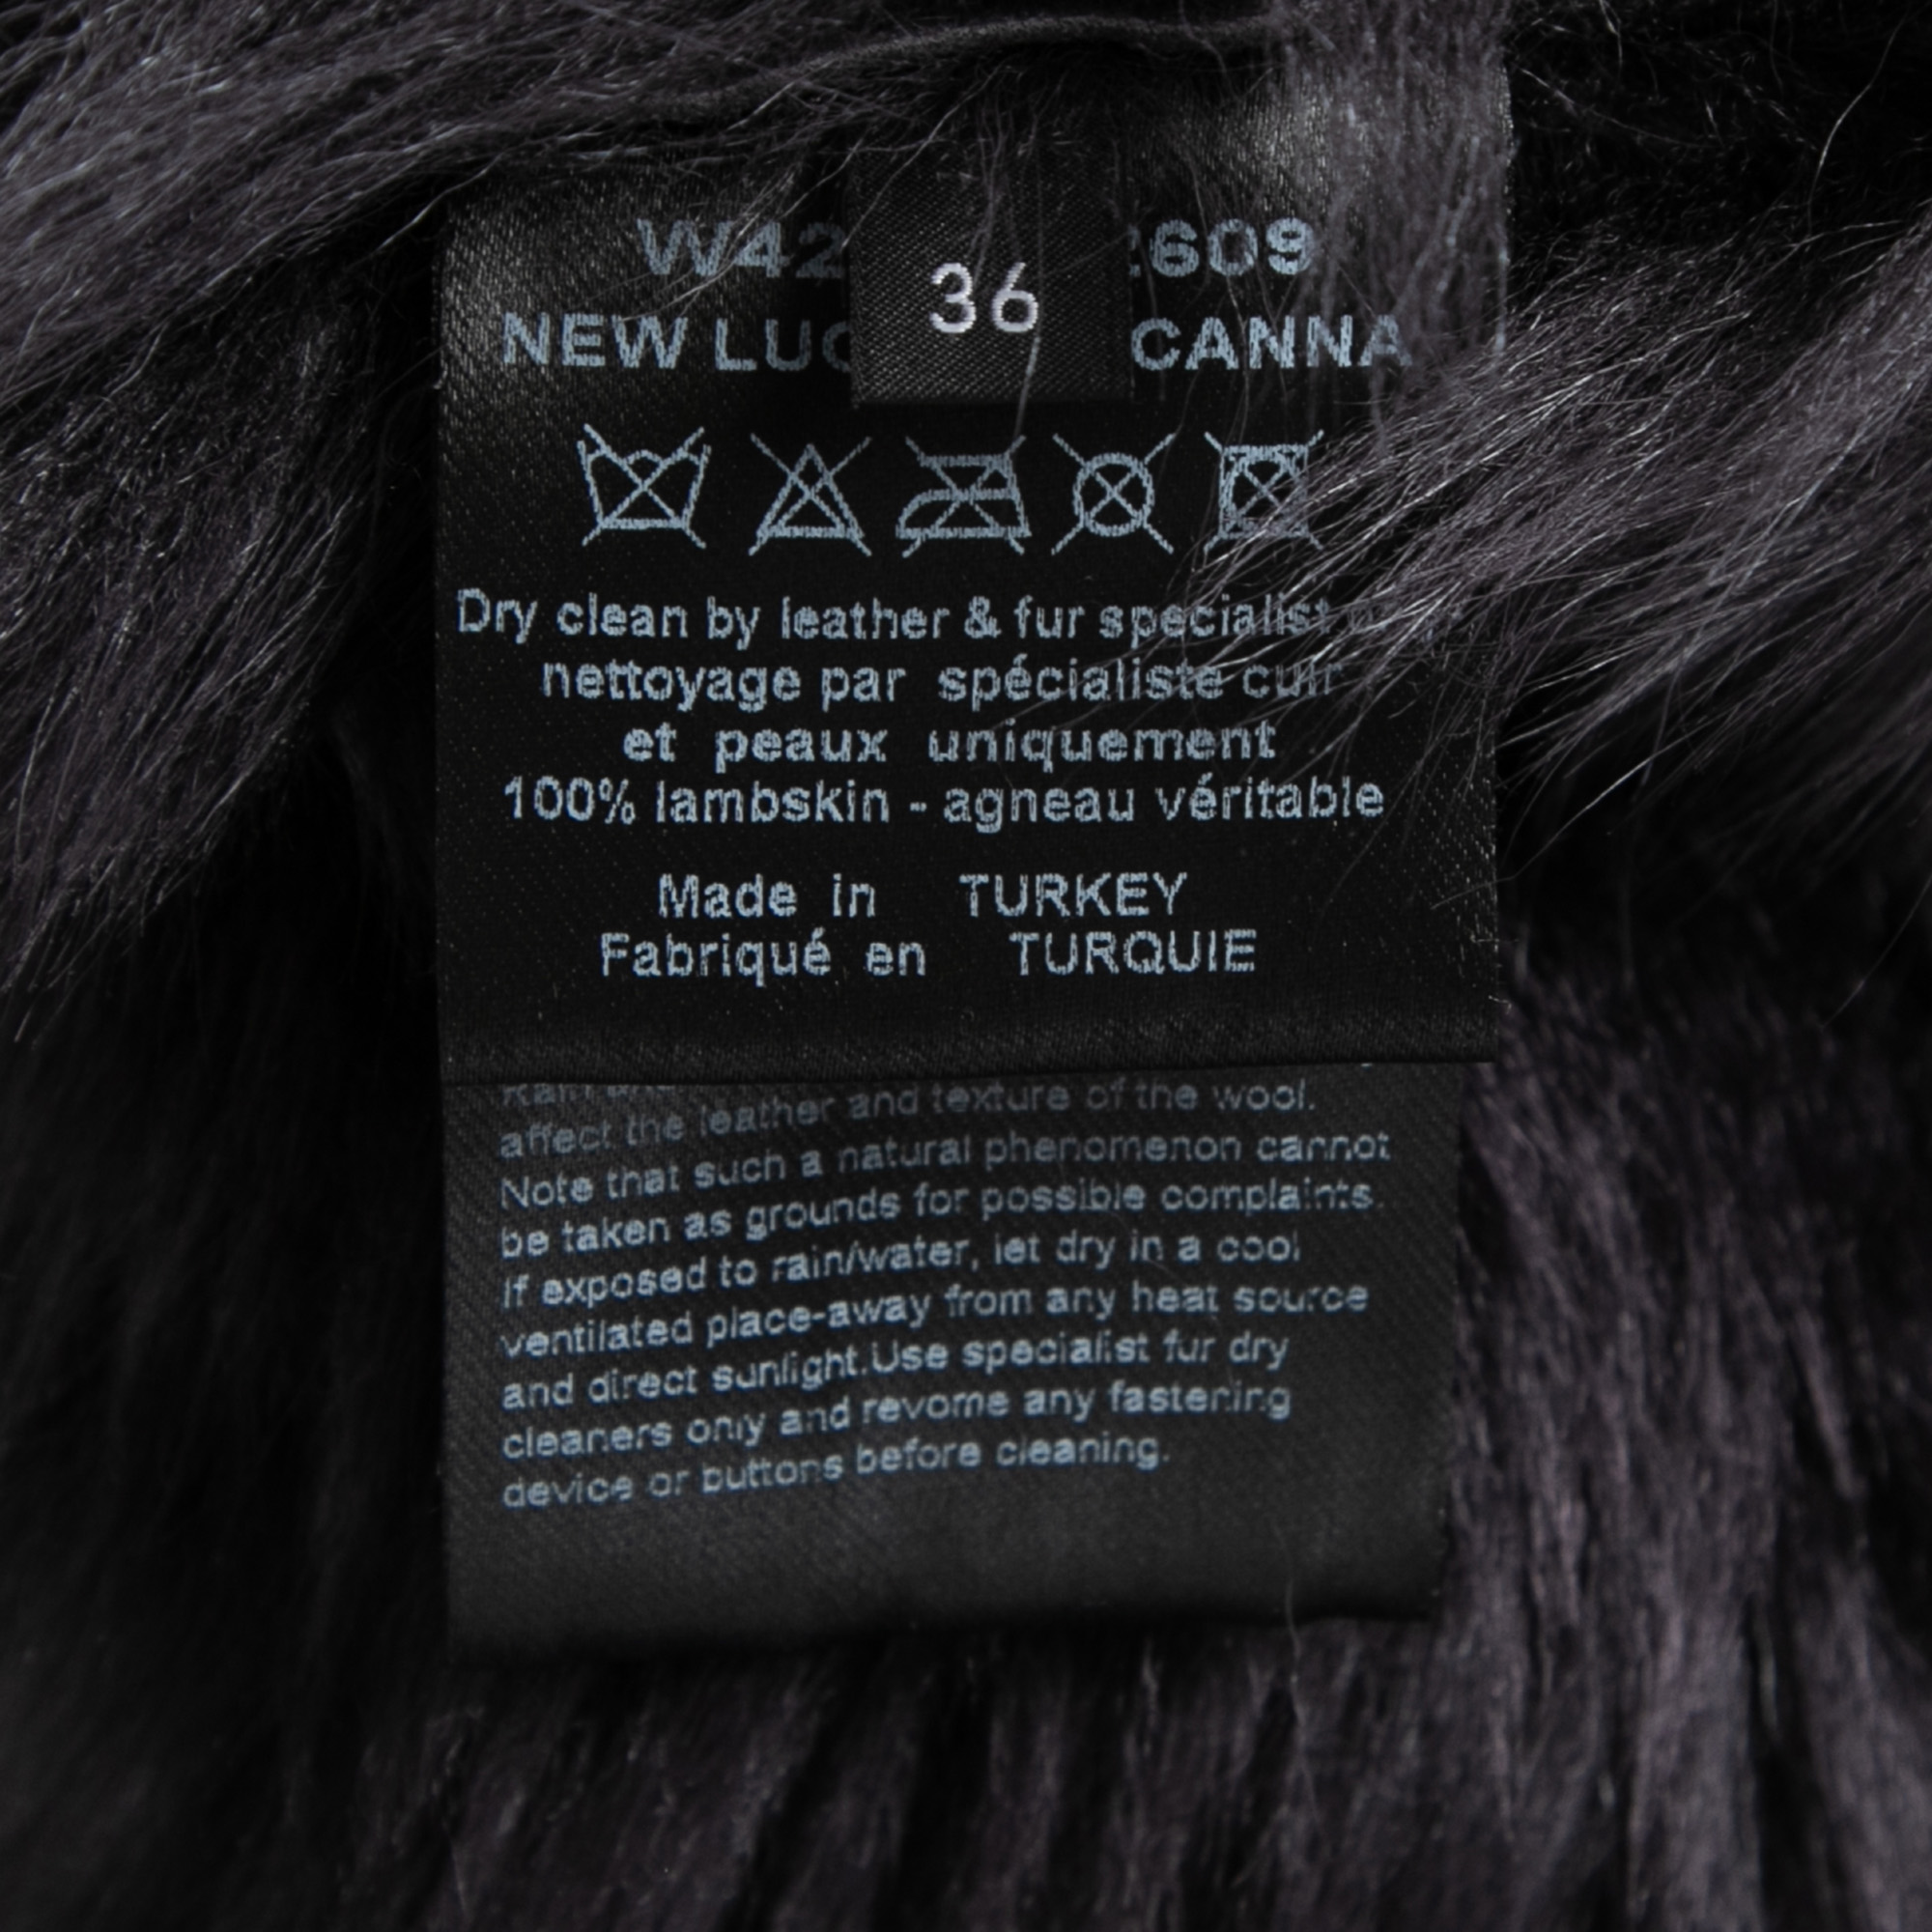 36
CANNA
NEW
Dry clean by leather & fur specialist
nettoyage par spécialiste cuir
et peaux uniquement
100% lambskin - agneau véritable
Made in TURKEY
Fabriqué en TURQUIE
affect the leather and texture of the wool.
Note that such a natural phenomenon cannot
be taken as grounds for possible complaints.
If exposed to rain/water, let dry in a cool
ventilated place-away from any heat source
and direct sunlight.Use specialist fur dry
cleaners only and revome any fastening
device or buttons before cleaning.